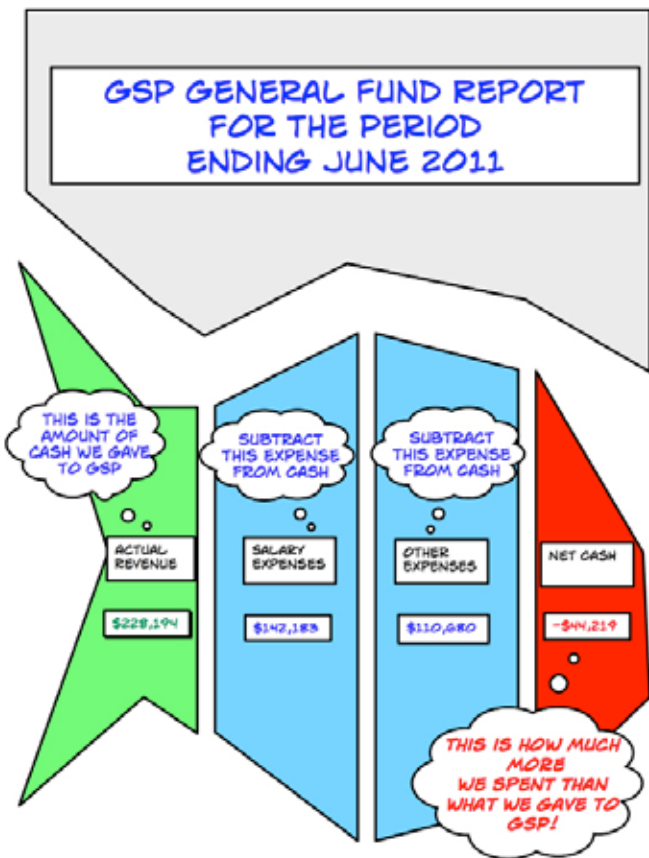 GSP GENERAL FUND REPORT
FOR THE PERIOD
ENDING JUNE 2011
THIS IS THE
AMOUNT OF
CASH WE GAVE
TO GSP
SUBTRACT
THIS EXPENSE
FROM CASH
SUBTRACT
THIS EXPENSE
FROM CASH
ACTUAL
REVENUE
SALARY
EXPENSES
OTHER
EXPENSES
NET CASH
$228,194
$142,183
$110,680
-$44,219
THIS IS HOW MUCH
MORE
WE SPENT THAN
WHAT WE GAVE TO
GSP!